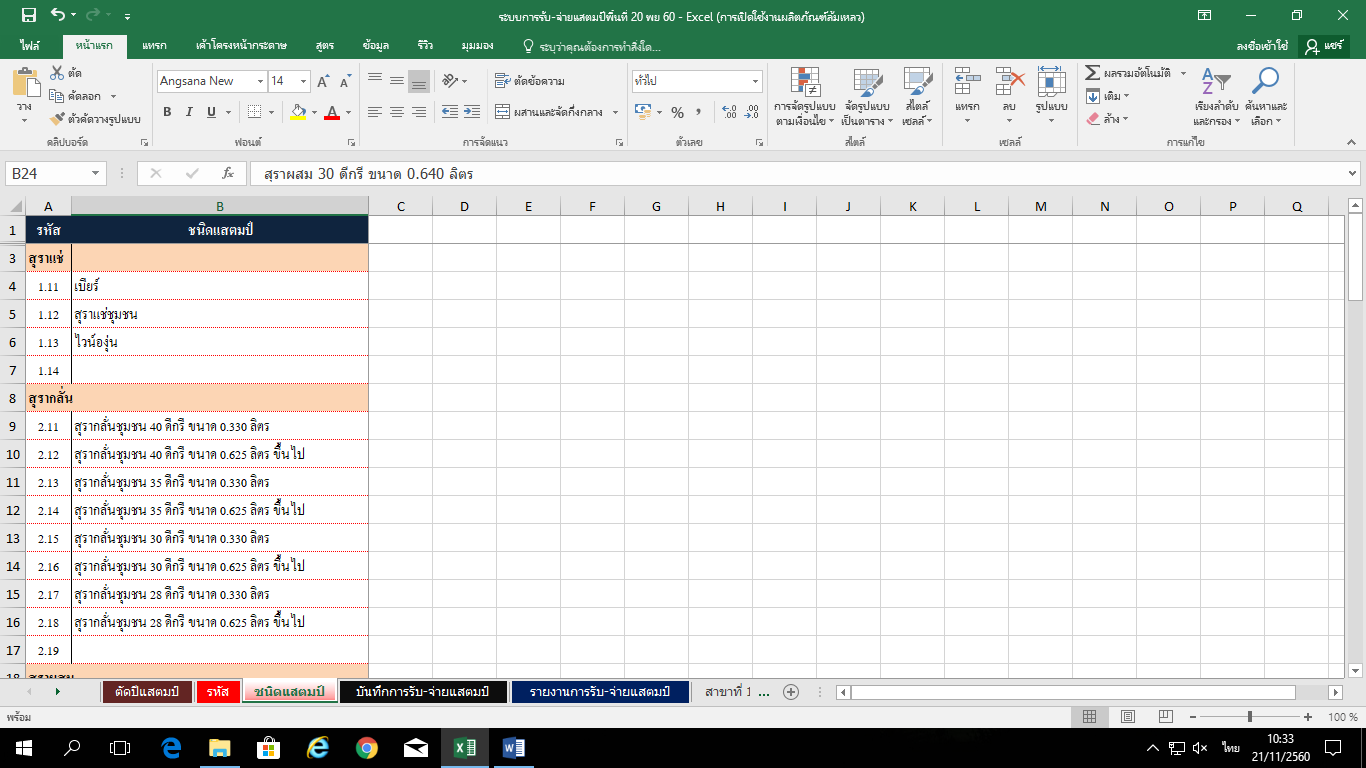 ระบบการรับ-จ่ายแสตมป์พื้นที่ 20 พย 60 - Excel (การเปิดใช้งานผลิตภัณฑ์ล้มเหลว)
ไฟล์ หน้าแรก แทรก เค้าโครงหน้ากระดาษ สูตร ข้อมูล รีวิว มุมมอง ระบุว่าคุณต้องการทำสิ่งใด... ลงชื่อเข้าใช้ แชร์
วาง ตัด คัดลอก ตัวคัดวางรูปแบบ คลิปบอร์ด
Angsana New 14 A A B I U A ฟอนต์
ตัดข้อความ ผสานและจัดกึ่งกลาง การจัดแนว
ทั่วไป % , ตัวเลข
การจัดรูปแบบ จัดรูปแบบ สไตล์
ตามเงื่อนไข เป็นตาราง เซลล์
สไตล์
แทรก ลบ รูปแบบ
เซลล์
ผลรวมอัตโนมัติ
เติม
ล้าง
เรียงลำดับ ค้นหาและ
และกรอง เลือก
การแก้ไข
B24 fx สุราผสม 30 ดีกรี ขนาด 0.640 ลิตร
A B C D E F G H I J K L M N O P Q
1 รหัส ชนิดแสตมป์
3 สุราแช่
4 1.11 เบียร์
5 1.12 สุราแช่ชุมชน
6 1.13 ไวน์องุ่น
7 1.14
8 สุรากลั่น
9 2.11 สุรากลั่นชุมชน 40 ดีกรี ขนาด 0.330 ลิตร
10 2.12 สุรากลั่นชุมชน 40 ดีกรี ขนาด 0.625 ลิตร ขึ้นไป
11 2.13 สุรากลั่นชุมชน 35 ดีกรี ขนาด 0.330 ลิตร
12 2.14 สุรากลั่นชุมชน 35 ดีกรี ขนาด 0.625 ลิตร ขึ้นไป
13 2.15 สุรากลั่นชุมชน 30 ดีกรี ขนาด 0.330 ลิตร
14 2.16 สุรากลั่นชุมชน 30 ดีกรี ขนาด 0.625 ลิตร ขึ้นไป
15 2.17 สุรากลั่นชุมชน 28 ดีกรี ขนาด 0.330 ลิตร
16 2.18 สุรากลั่นชุมชน 28 ดีกรี ขนาด 0.625 ลิตร ขึ้นไป
17 2.19
18 สุราผสม
ตัดปีแสตมป์ รหัส ชนิดแสตมป์ บันทึกการรับ-จ่ายแสตมป์ รายงานการรับ-จ่ายแสตมป์ สาขาที่ 1 ...
พร้อม 100 %
ไทย 10:33
21/11/2560